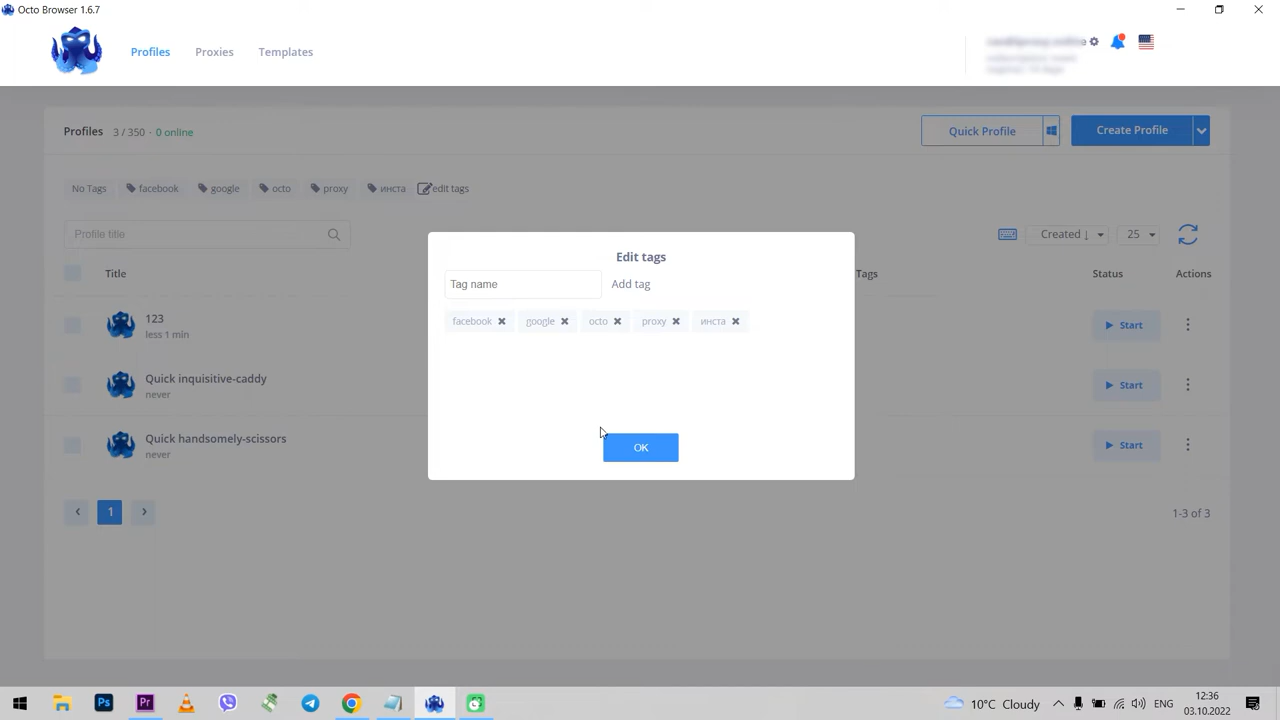 Octo Browser 1.6.7
Profiles Proxies Templates
Profiles 3 / 350 · 0 online Quick Profile Create Profile
No Tags facebook google octo proxy инста edit tags
Profile title Created ↓ 25
Title Tags Status Actions
123
less 1 min
Start
Quick inquisitive-caddy
never
Start
Quick handsomely-scissors
never
Start
1
1-3 of 3
Edit tags
Tag name Add tag
facebook google octo proxy инста
OK
Ps Pr 10°C Cloudy ENG 12:36
03.10.2022